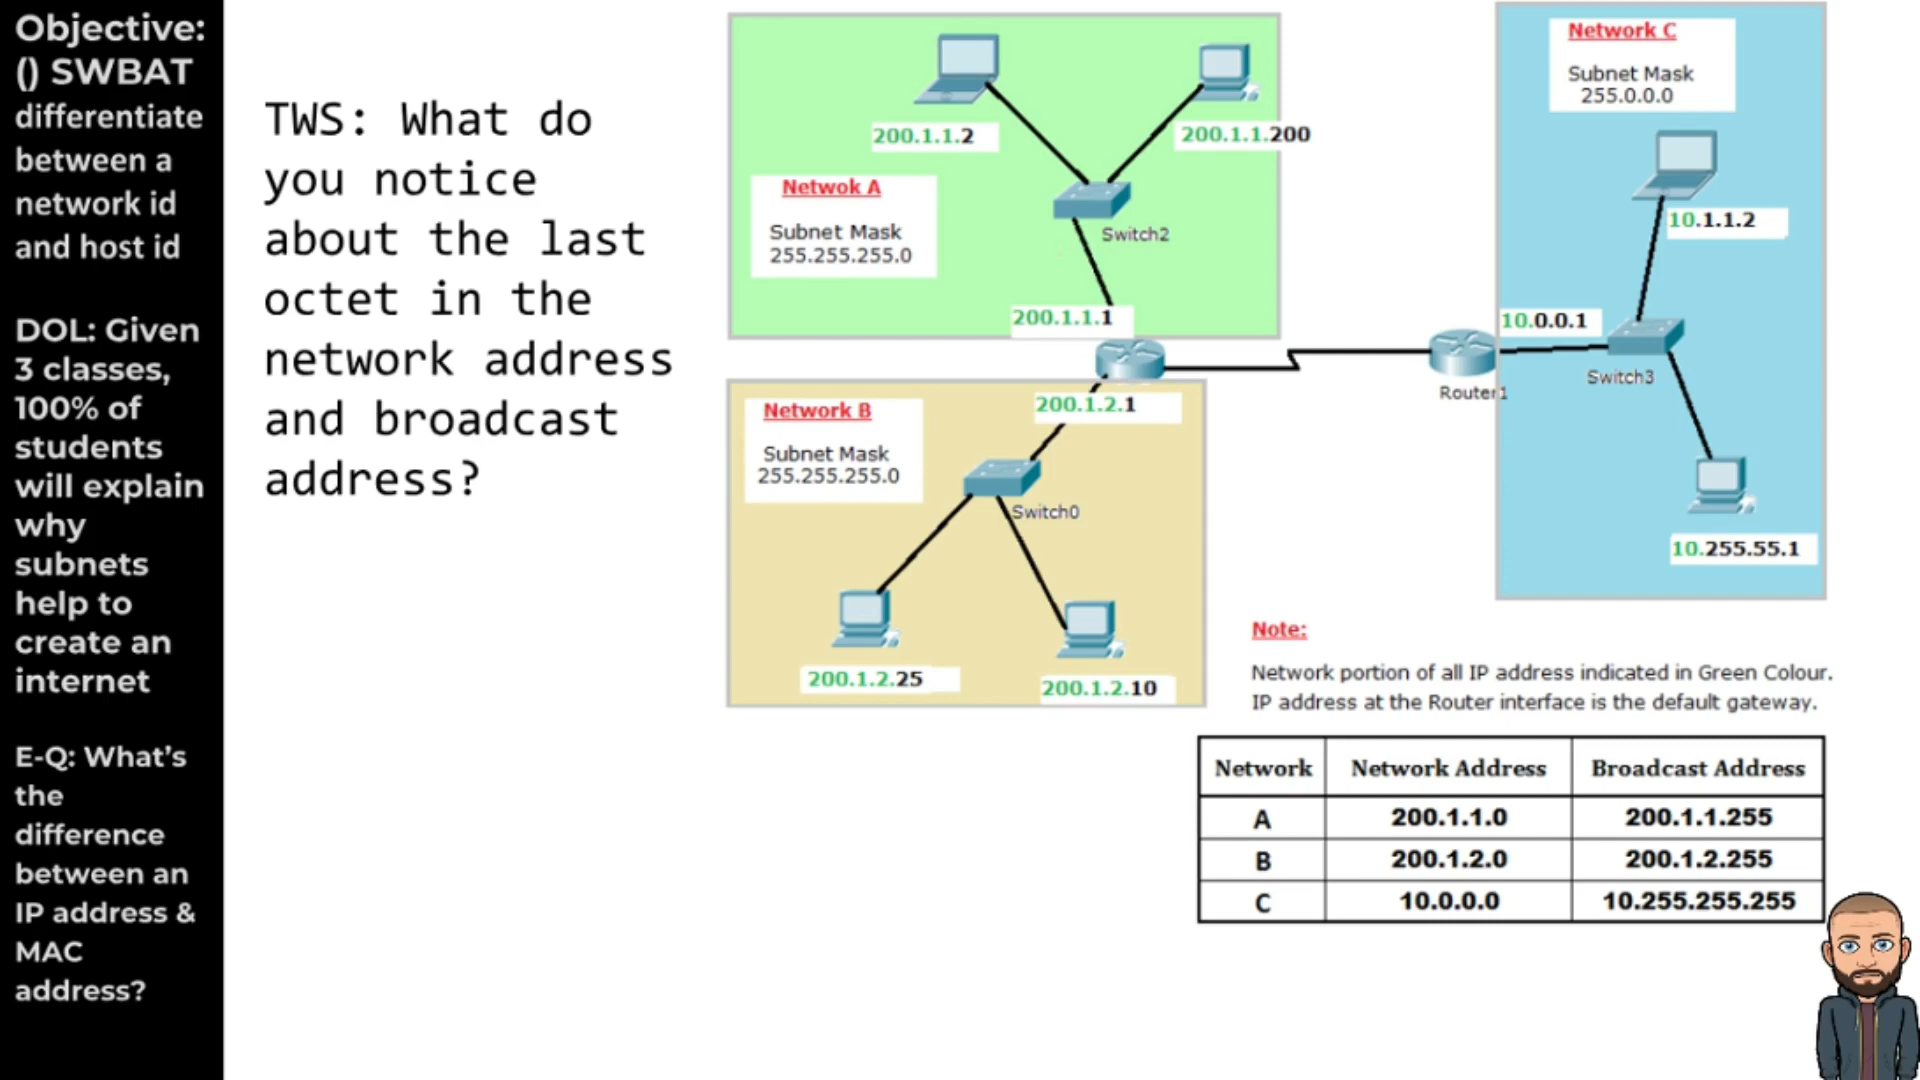 Objective:
() SWBAT
differentiate
between a
network id
and host id
DOL: Given
3 classes,
100% of
students
will explain
why
subnets
help to
create an
internet
E-Q: What's
the
difference
between an
IP address &
MAC
address?
TWS: What do
you notice
about the last
octet in the
network address
and broadcast
address?
200.1.1.2
200.1.1.200
Netwok A
Subnet Mask
255.255.255.0
Switch2
200.1.1.1
Network B
Subnet Mask
255.255.255.0
200.1.2.1
Switch0
200.1.2.25
200.1.2.10
Network C
Subnet Mask
255.0.0.0
10.1.1.2
10.0.0.1
Router1
Switch3
10.255.55.1
Note:
Network portion of all IP address indicated in Green Colour.
IP address at the Router interface is the default gateway.
Network Network Address Broadcast Address
A 200.1.1.0 200.1.1.255
B 200.1.2.0 200.1.2.255
C 10.0.0.0 10.255.255.255